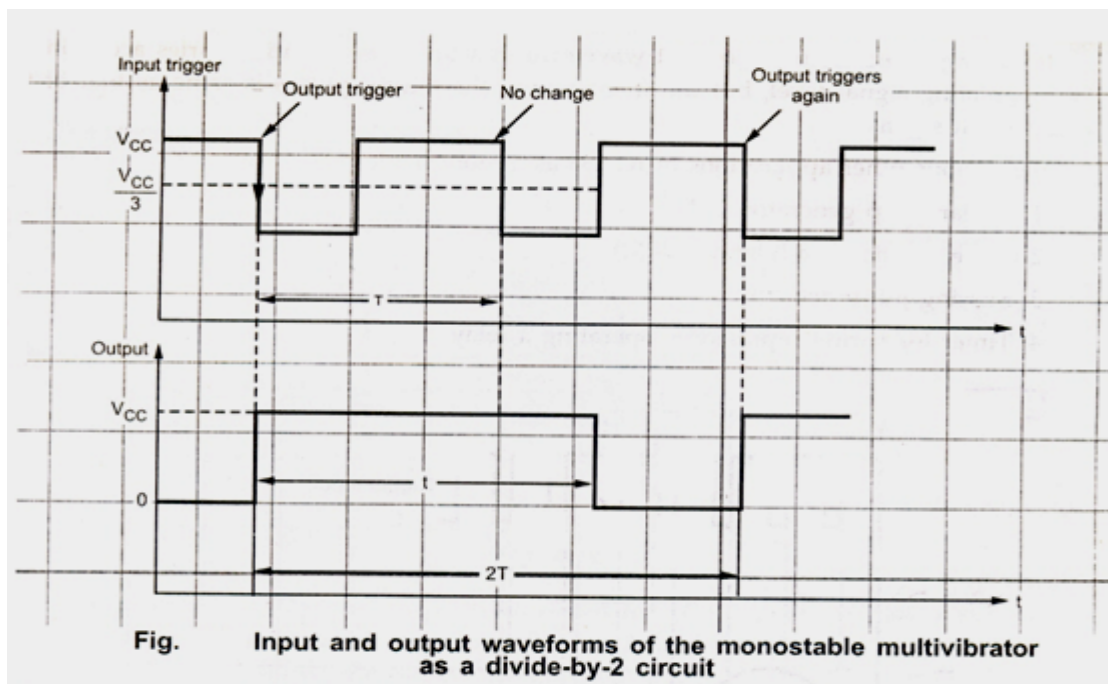 Input trigger
Output trigger
No change
Output triggers
again
VCC
VCC
3
T
t
Output
VCC
0
t
2T
t
Fig. Input and output waveforms of the monostable multivibrator
as a divide-by-2 circuit